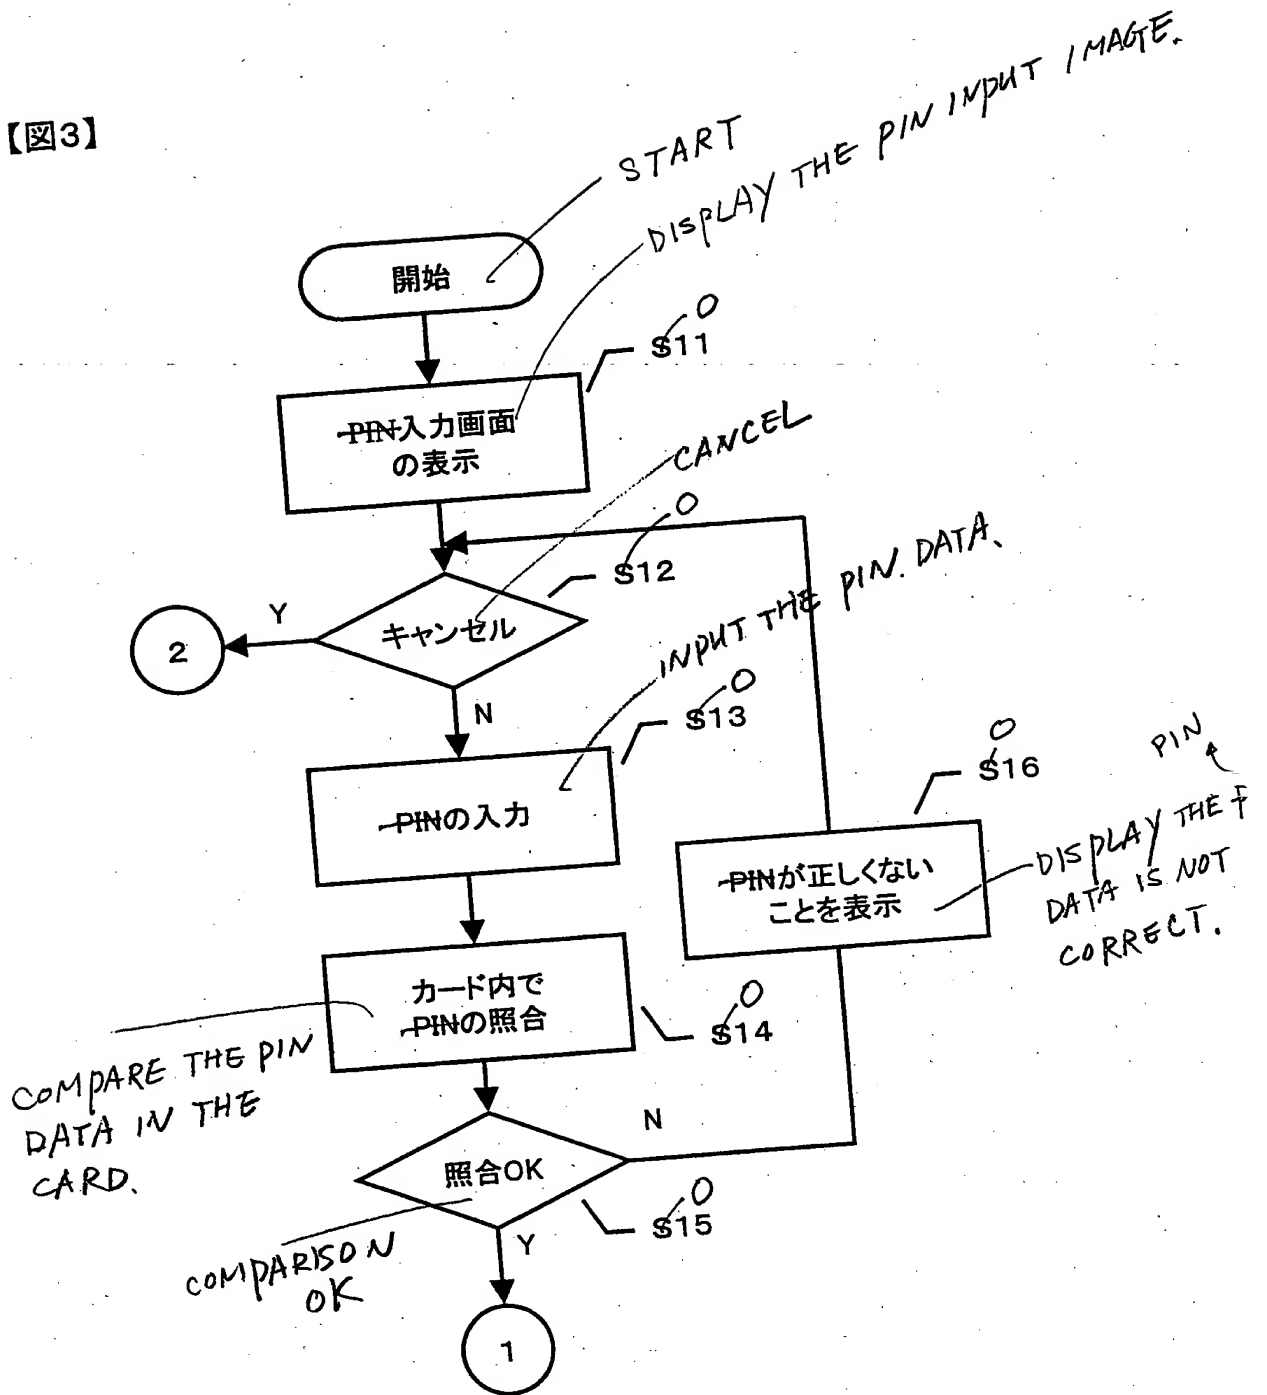 【図3】
START
DISPLAY THE PIN INPUT IMAGE.
開始
O
S11
PIN入力画面
の表示
CANCEL
O
S12
キャンセル
Y
2
N
INPUT THE PIN. DATA.
O
S13
PINの入力
O
S16
PIN
PINが正しくない
ことを表示
DISPLAY THE
DATA IS NOT
CORRECT.
カード内で
PINの照合
O
S14
COMPARE THE PIN
DATA IN THE
CARD.
照合OK
N
O
S15
Y
COMPARISON
OK
1